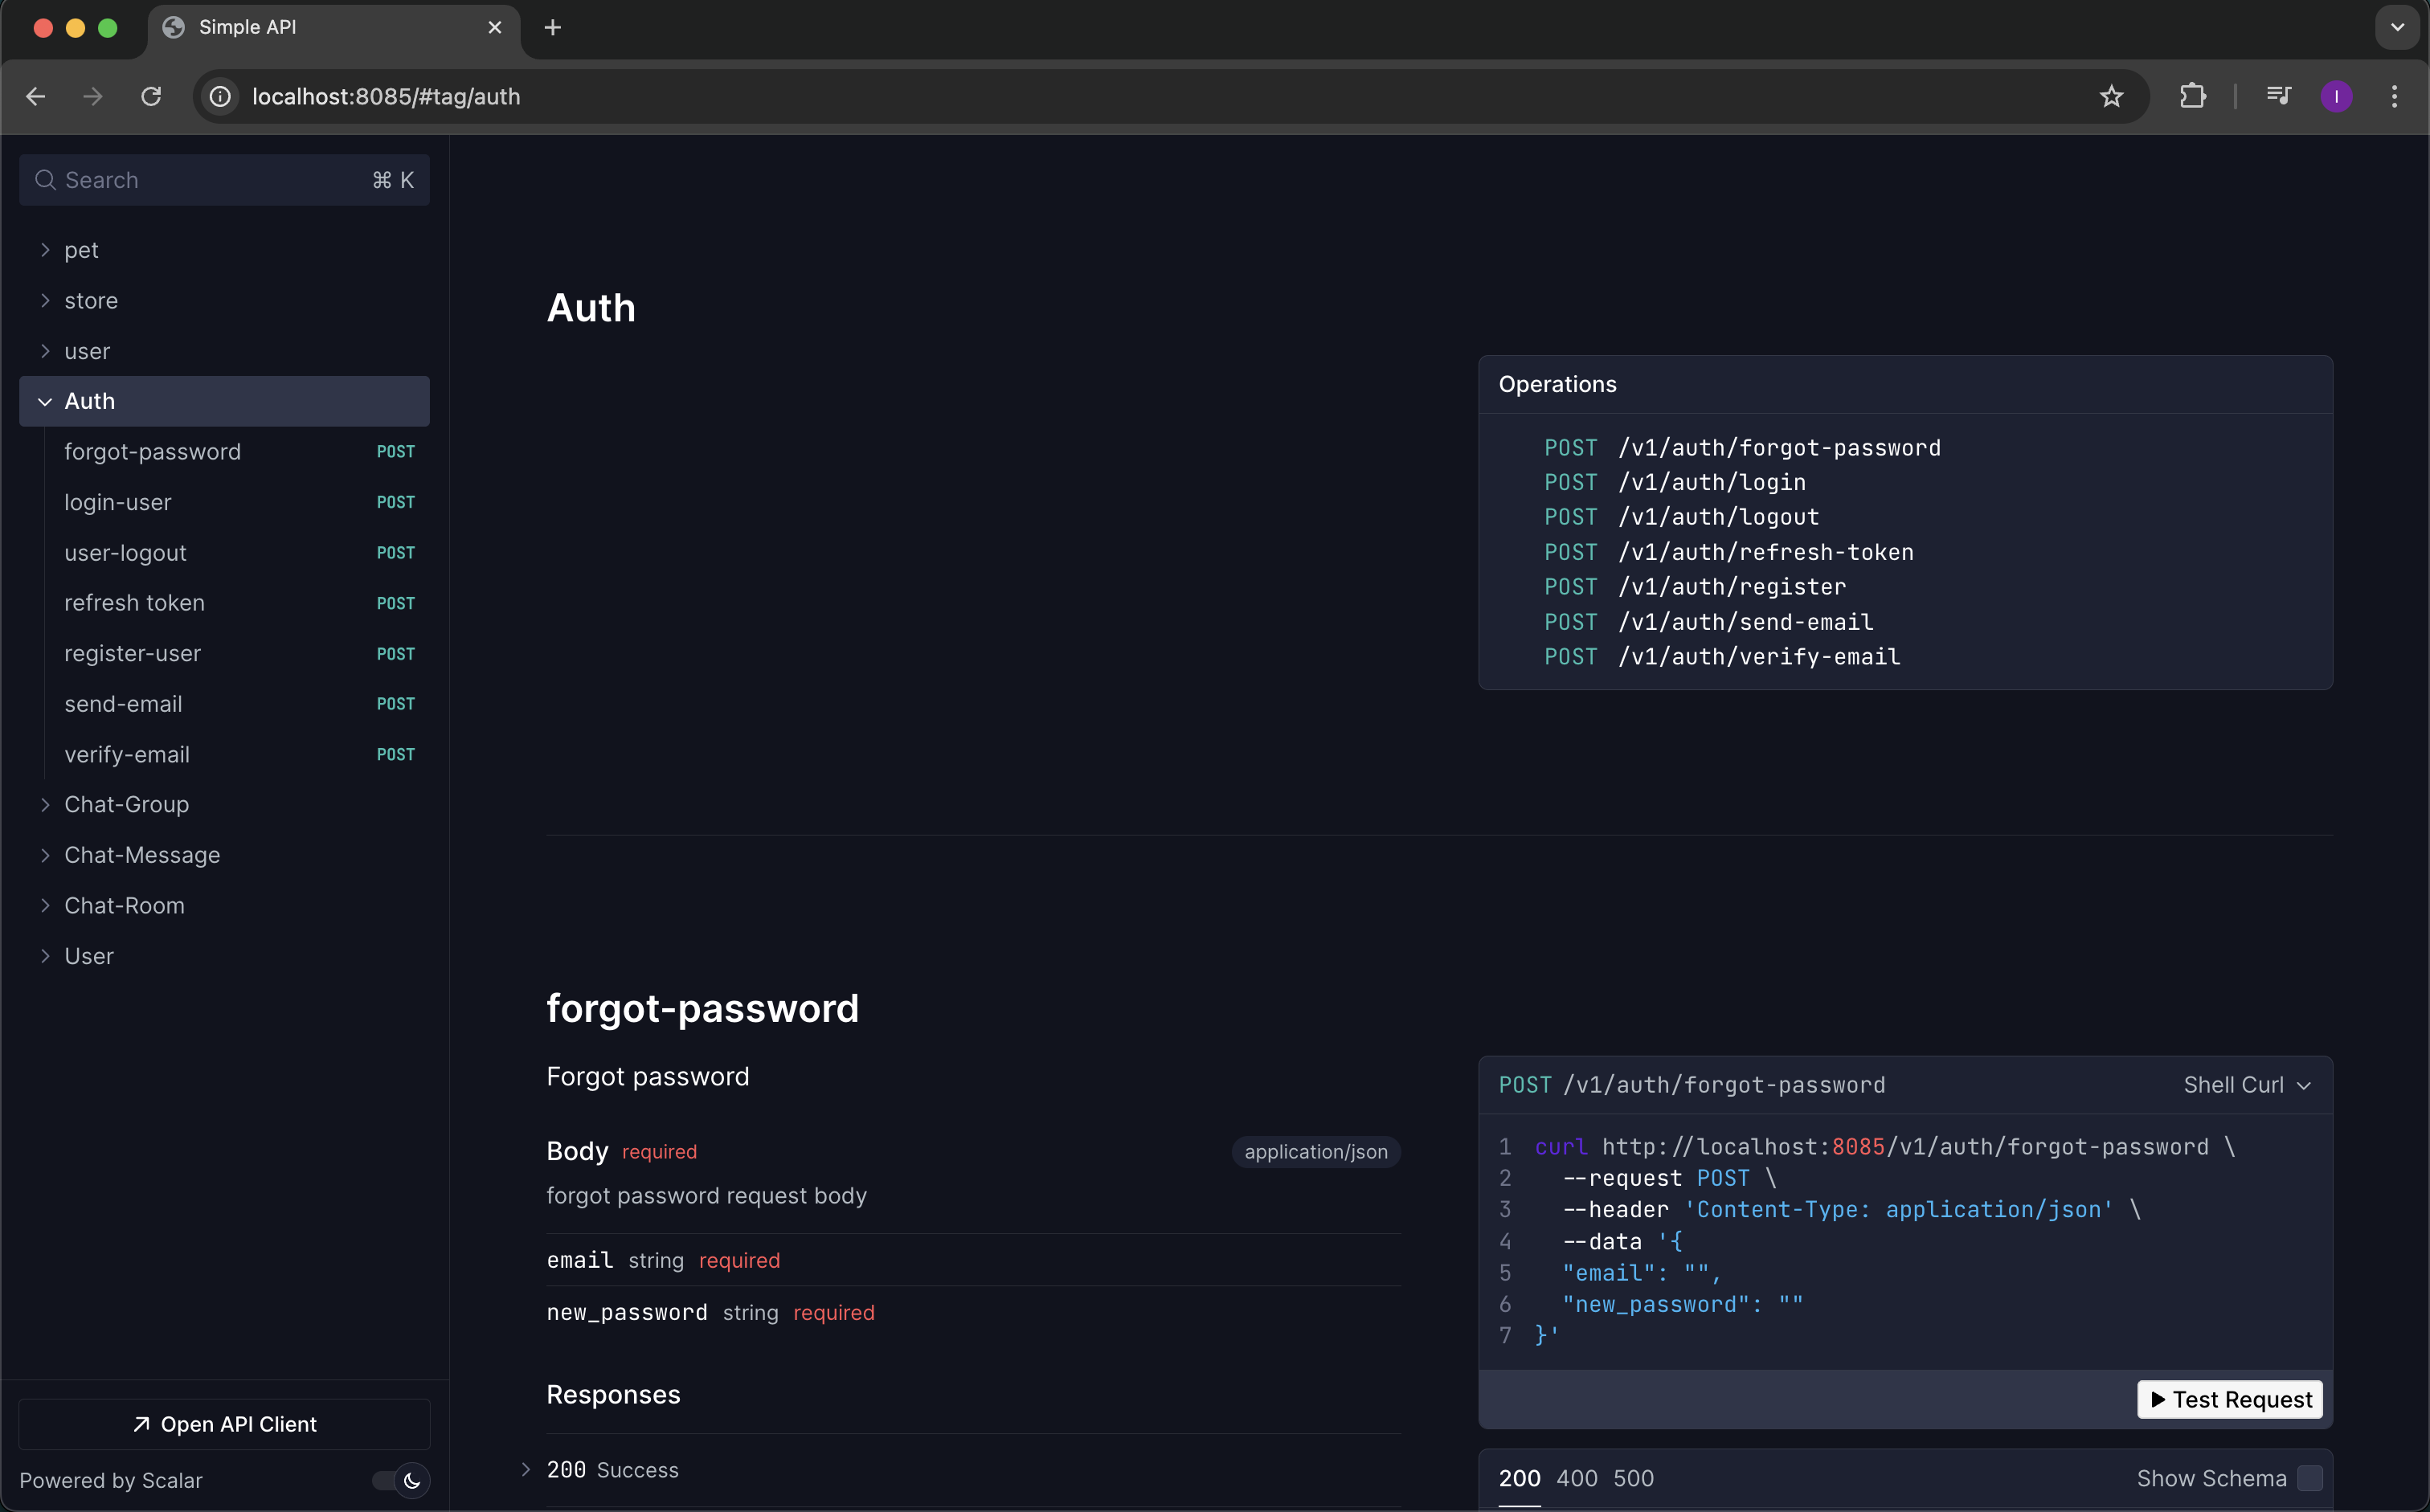 Simple API
localhost:8085/#tag/auth
I
Search
⌘ K
pet
store
user
Auth
forgot-password POST
login-user POST
user-logout POST
refresh token POST
register-user POST
send-email POST
verify-email POST
Chat-Group
Chat-Message
Chat-Room
User
Open API Client
Powered by Scalar
Auth
Operations
POST /v1/auth/forgot-password
POST /v1/auth/login
POST /v1/auth/logout
POST /v1/auth/refresh-token
POST /v1/auth/register
POST /v1/auth/send-email
POST /v1/auth/verify-email
forgot-password
Forgot password
Body required
application/json
forgot password request body
email string required
new_password string required
Responses
200 Success
POST /v1/auth/forgot-password
Shell Curl
1 curl http://localhost:8085/v1/auth/forgot-password \
2 --request POST \
3 --header 'Content-Type: application/json' \
4 --data '{
5 "email": "",
6 "new_password": ""
7 }'
Test Request
200 400 500
Show Schema